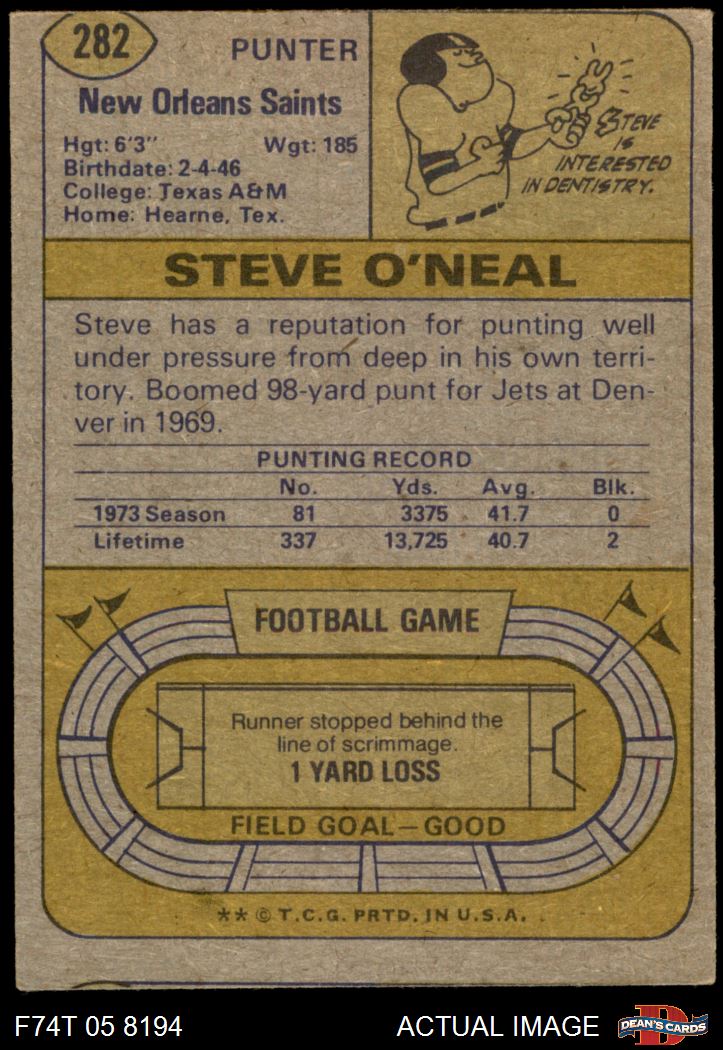 282
PUNTER
New Orleans Saints
Hgt: 6'3" Wgt: 185
Birthdate: 2-4-46
College: Texas A&M
Home: Hearne, Tex.
STEVE
IS
INTERESTED
IN DENTISTRY.
STEVE O'NEAL
Steve has a reputation for punting well
under pressure from deep in his own terri-
tory. Boomed 98-yard punt for Jets at Den-
ver in 1969.
PUNTING RECORD
No. Yds. Avg. Blk.
1973 Season 81 3375 41.7 0
Lifetime 337 13,725 40.7 2
FOOTBALL GAME
Runner stopped behind the
line of scrimmage.
1 YARD LOSS
FIELD GOAL—GOOD
** © T.C.G. PRTD. IN U.S.A.
F74T 05 8194 ACTUAL IMAGE
DEAN'S CARDS